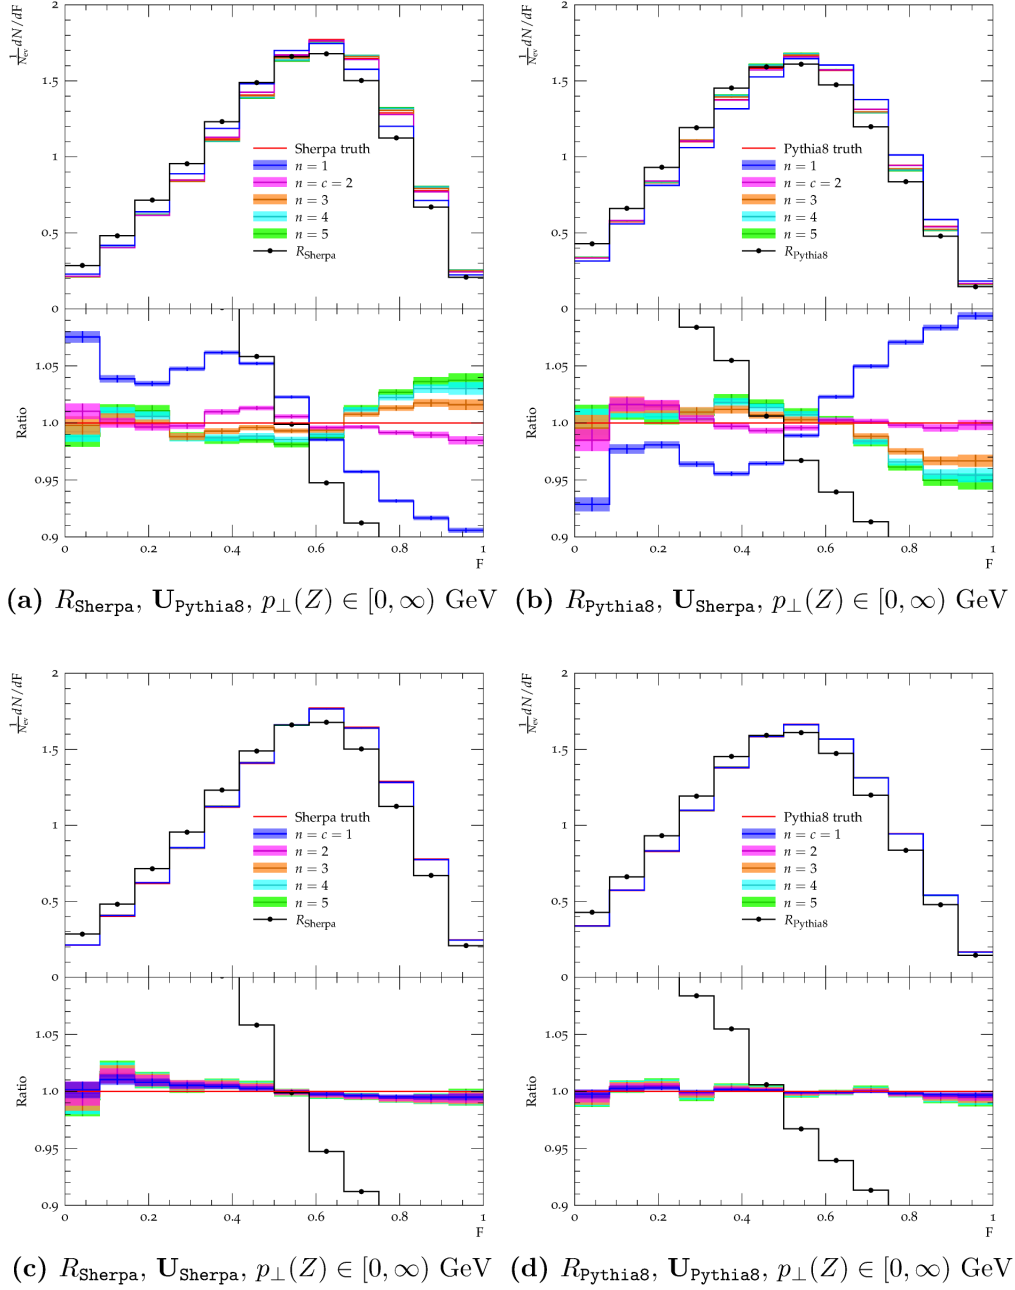 1/N_ev dN/dF
2
1.5
1
0.5
0
Sherpa truth
n = 1
n = c = 2
n = 3
n = 4
n = 5
R_Sherpa
Ratio
1.05
1.0
0.95
0.9
0 0.2 0.4 0.6 0.8 1
F
(a) R_Sherpa, U_Pythia8, p⊥(Z) ∈ [0, ∞) GeV
1/N_ev dN/dF
2
1.5
1
0.5
0
Pythia8 truth
n = 1
n = c = 2
n = 3
n = 4
n = 5
R_Pythia8
Ratio
1.05
1.0
0.95
0.9
0 0.2 0.4 0.6 0.8 1
F
(b) R_Pythia8, U_Sherpa, p⊥(Z) ∈ [0, ∞) GeV
1/N_ev dN/dF
2
1.5
1
0.5
0
Sherpa truth
n = c = 1
n = 2
n = 3
n = 4
n = 5
R_Sherpa
Ratio
1.05
1.0
0.95
0.9
0 0.2 0.4 0.6 0.8 1
F
(c) R_Sherpa, U_Sherpa, p⊥(Z) ∈ [0, ∞) GeV
1/N_ev dN/dF
2
1.5
1
0.5
0
Pythia8 truth
n = c = 1
n = 2
n = 3
n = 4
n = 5
R_Pythia8
Ratio
1.05
1.0
0.95
0.9
0 0.2 0.4 0.6 0.8 1
F
(d) R_Pythia8, U_Pythia8, p⊥(Z) ∈ [0, ∞) GeV